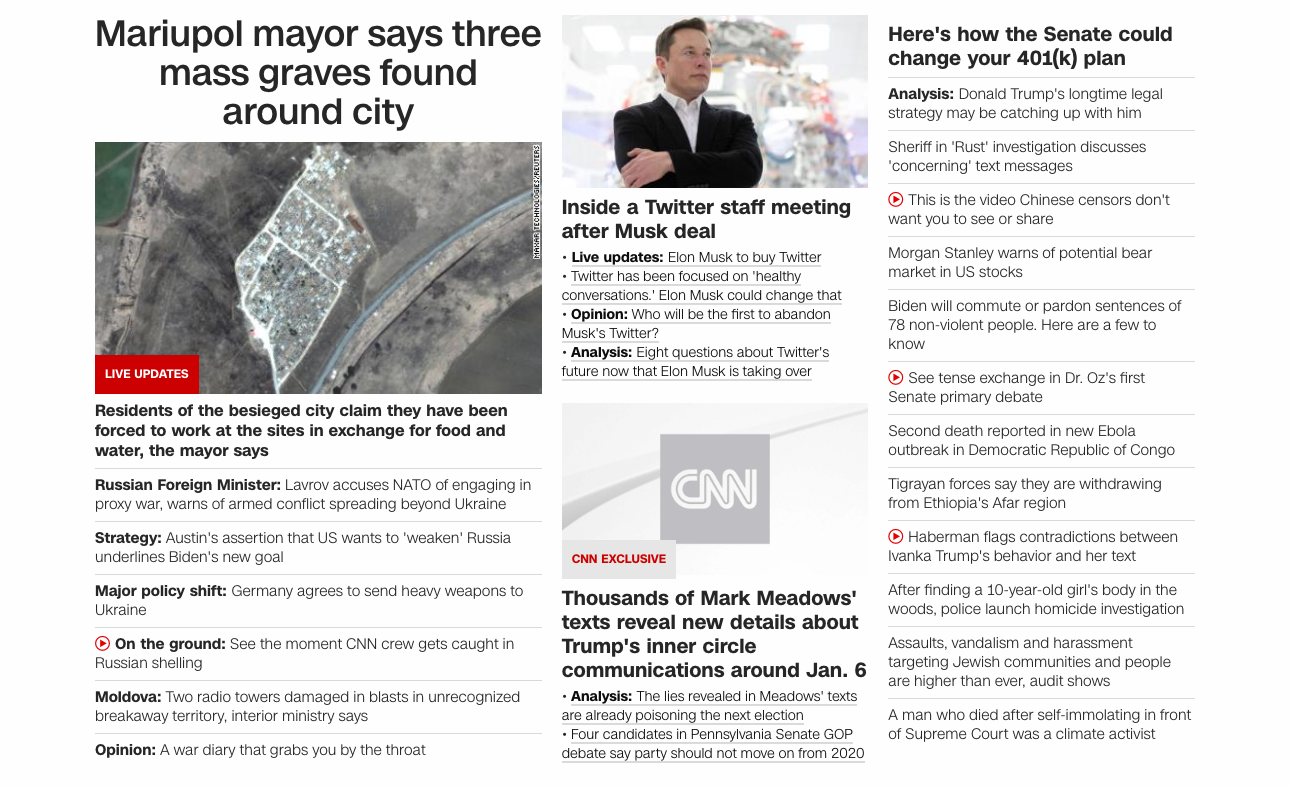 Mariupol mayor says three
mass graves found
around city
MAXAR TECHNOLOGIES/REUTERS
LIVE UPDATES
Residents of the besieged city claim they have been
forced to work at the sites in exchange for food and
water, the mayor says
Russian Foreign Minister: Lavrov accuses NATO of engaging in
proxy war, warns of armed conflict spreading beyond Ukraine
Strategy: Austin's assertion that US wants to 'weaken' Russia
underlines Biden's new goal
Major policy shift: Germany agrees to send heavy weapons to
Ukraine
On the ground: See the moment CNN crew gets caught in
Russian shelling
Moldova: Two radio towers damaged in blasts in unrecognized
breakaway territory, interior ministry says
Opinion: A war diary that grabs you by the throat
Inside a Twitter staff meeting
after Musk deal
• Live updates: Elon Musk to buy Twitter
• Twitter has been focused on 'healthy
conversations.' Elon Musk could change that
• Opinion: Who will be the first to abandon
Musk's Twitter?
• Analysis: Eight questions about Twitter's
future now that Elon Musk is taking over
CNN
CNN EXCLUSIVE
Thousands of Mark Meadows'
texts reveal new details about
Trump's inner circle
communications around Jan. 6
• Analysis: The lies revealed in Meadows' texts
are already poisoning the next election
• Four candidates in Pennsylvania Senate GOP
debate say party should not move on from 2020
Here's how the Senate could
change your 401(k) plan
Analysis: Donald Trump's longtime legal
strategy may be catching up with him
Sheriff in 'Rust' investigation discusses
'concerning' text messages
This is the video Chinese censors don't
want you to see or share
Morgan Stanley warns of potential bear
market in US stocks
Biden will commute or pardon sentences of
78 non-violent people. Here are a few to
know
See tense exchange in Dr. Oz's first
Senate primary debate
Second death reported in new Ebola
outbreak in Democratic Republic of Congo
Tigrayan forces say they are withdrawing
from Ethiopia's Afar region
Haberman flags contradictions between
Ivanka Trump's behavior and her text
After finding a 10-year-old girl's body in the
woods, police launch homicide investigation
Assaults, vandalism and harassment
targeting Jewish communities and people
are higher than ever, audit shows
A man who died after self-immolating in front
of Supreme Court was a climate activist